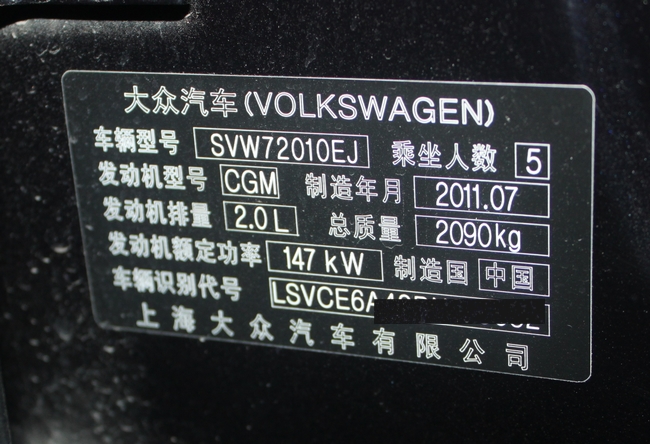 大众汽车(VOLKSWAGEN)
车辆型号 SVW72010EJ 乘坐人数 5
发动机型号 CGM 制造年月 2011.07
发动机排量 2.0L 总质量 2090kg
发动机额定功率 147kW 制造国 中国
车辆识别代号 LSVCE6A
上海大众汽车有限公司